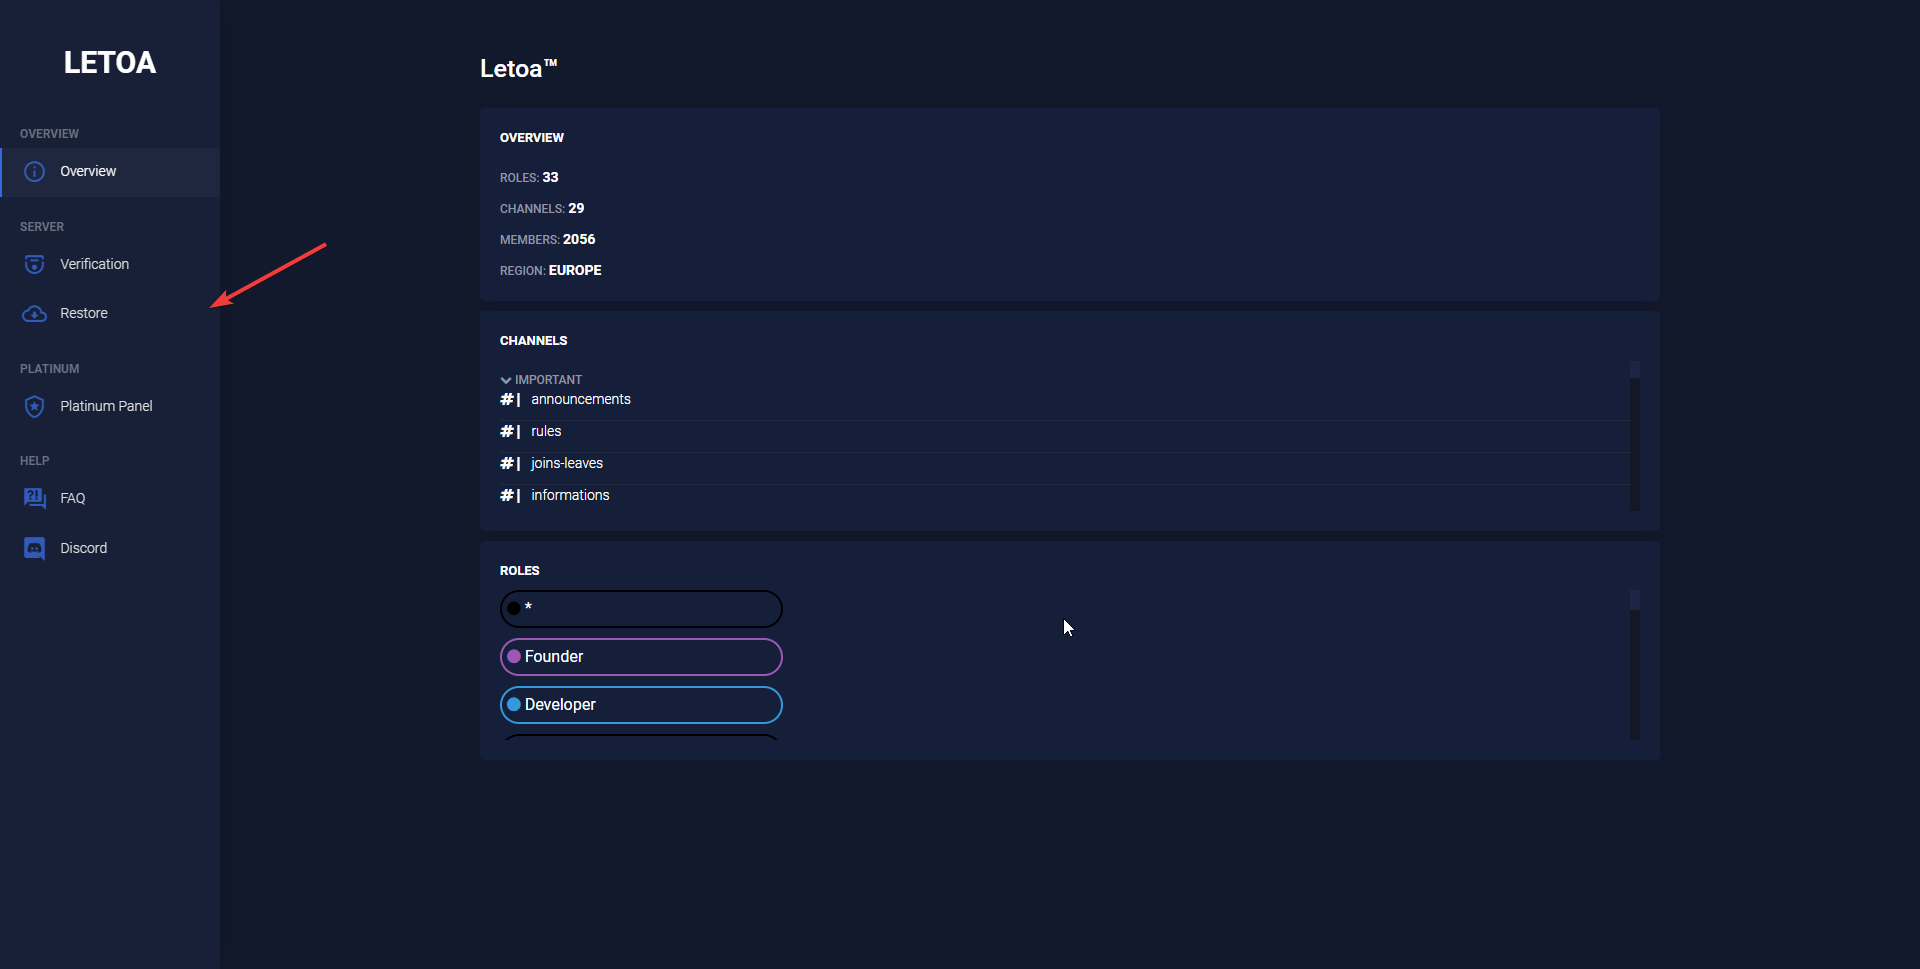 LETOA
OVERVIEW
Overview
SERVER
Verification
Restore
PLATINUM
Platinum Panel
HELP
FAQ
Discord
Letoa™
OVERVIEW
ROLES: 33
CHANNELS: 29
MEMBERS: 2056
REGION: EUROPE
CHANNELS
IMPORTANT
#| announcements
#| rules
#| joins-leaves
#| informations
ROLES
*
Founder
Developer